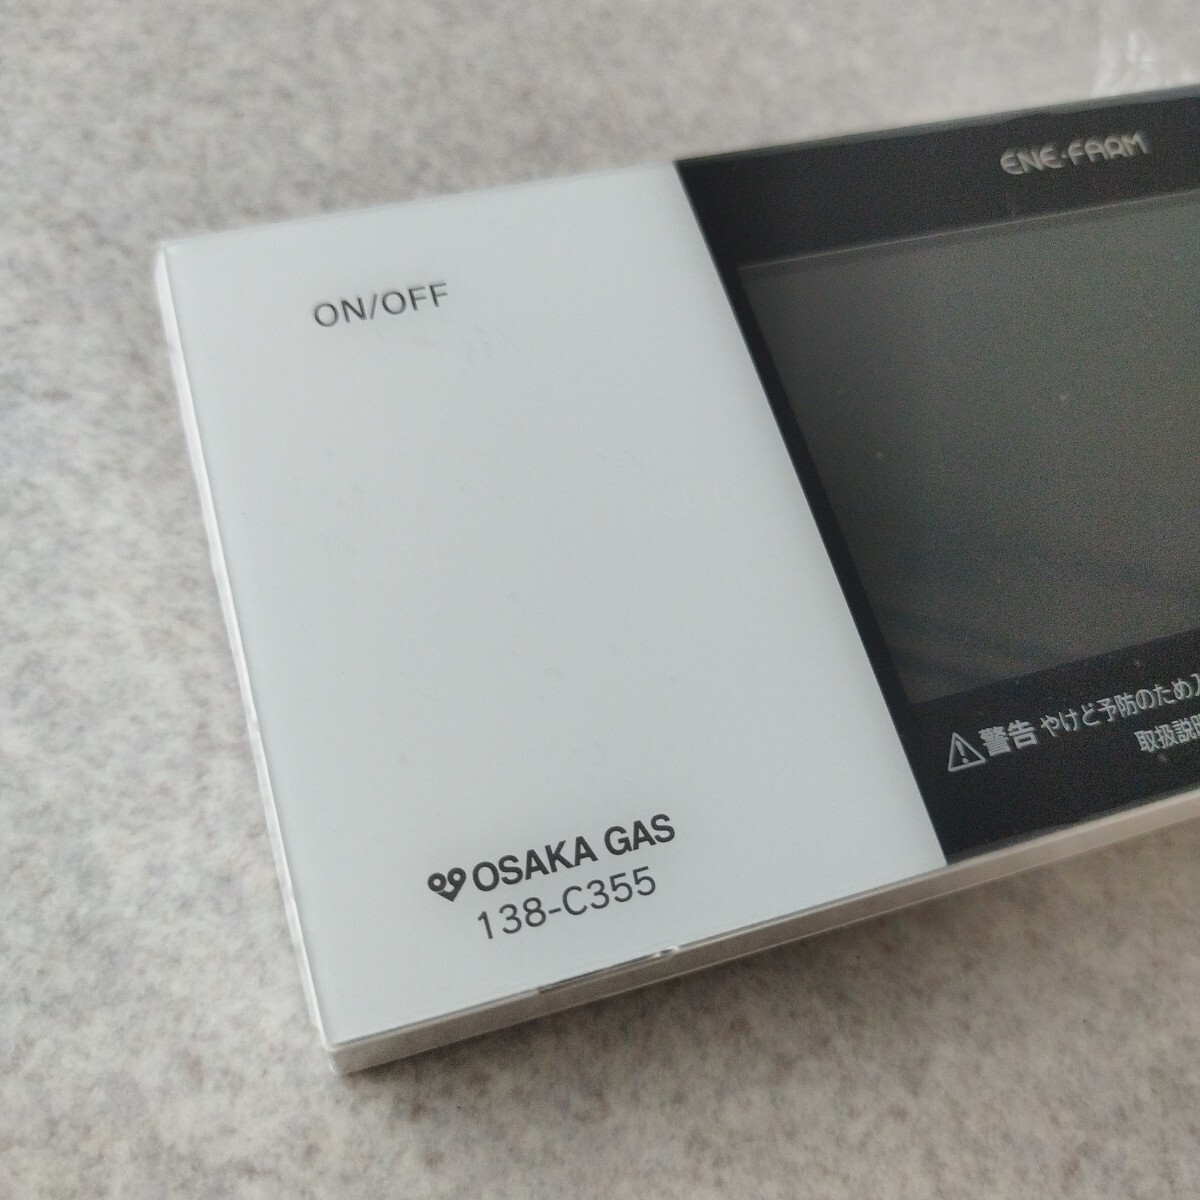 ENE·FARM
ON/OFF
⚠警告 やけど予防のため
取扱説
OSAKA GAS
138-C355